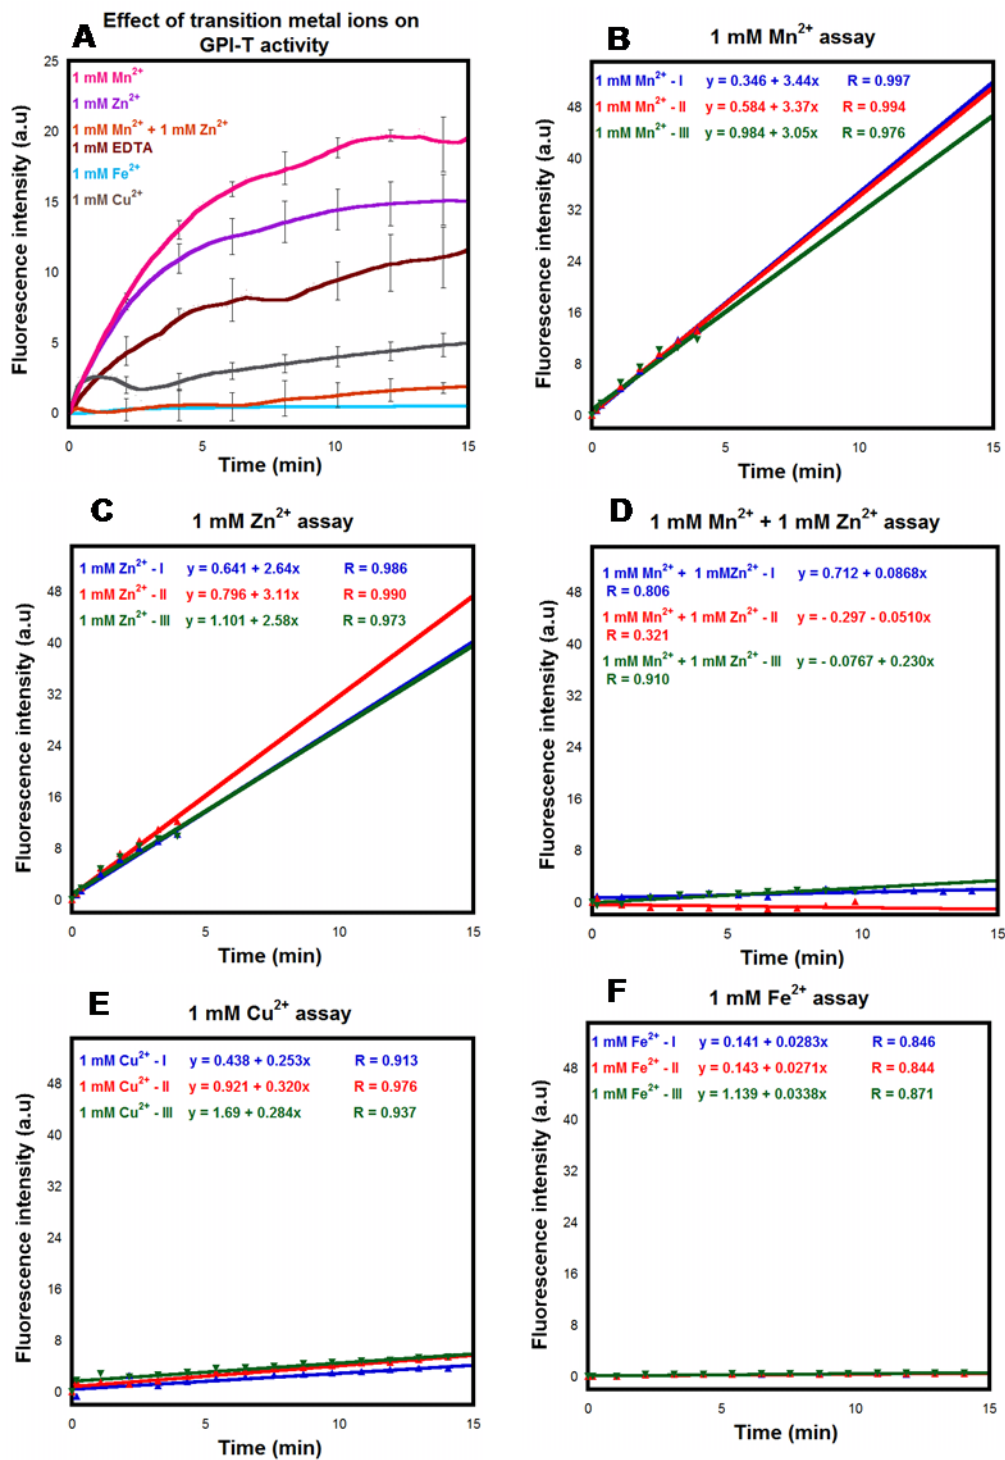 A
Effect of transition metal ions on
GPI-T activity
25
20
15
10
5
0
1 mM Mn²⁺
1 mM Zn²⁺
1 mM Mn²⁺ + 1 mM Zn²⁺
1 mM EDTA
1 mM Fe²⁺
1 mM Cu²⁺
Fluorescence intensity (a.u)
0 5 10 15
Time (min)
B
1 mM Mn²⁺ assay
1 mM Mn²⁺ - I y = 0.346 + 3.44x R = 0.997
1 mM Mn²⁺ - II y = 0.584 + 3.37x R = 0.994
1 mM Mn²⁺ - III y = 0.984 + 3.05x R = 0.976
48
40
32
24
16
8
0
Fluorescence intensity (a.u)
0 5 10 15
Time (min)
C
1 mM Zn²⁺ assay
1 mM Zn²⁺ - I y = 0.641 + 2.64x R = 0.986
1 mM Zn²⁺ - II y = 0.796 + 3.11x R = 0.990
1 mM Zn²⁺ - III y = 1.101 + 2.58x R = 0.973
48
40
32
24
16
8
0
Fluorescence intensity (a.u)
0 5 10 15
Time (min)
D
1 mM Mn²⁺ + 1 mM Zn²⁺ assay
1 mM Mn²⁺ + 1 mMZn²⁺ - I y = 0.712 + 0.0868x
R = 0.806
1 mM Mn²⁺ + 1 mM Zn²⁺ - II y = - 0.297 - 0.0510x
R = 0.321
1 mM Mn²⁺ + 1 mM Zn²⁺ - III y = - 0.0767 + 0.230x
R = 0.910
48
40
32
24
16
8
0
Fluorescence intensity (a.u)
0 5 10 15
Time (min)
E
1 mM Cu²⁺ assay
1 mM Cu²⁺ - I y = 0.438 + 0.253x R = 0.913
1 mM Cu²⁺ - II y = 0.921 + 0.320x R = 0.976
1 mM Cu²⁺ - III y = 1.69 + 0.284x R = 0.937
48
40
32
24
16
8
0
Fluorescence intensity (a.u)
0 5 10 15
Time (min)
F
1 mM Fe²⁺ assay
1 mM Fe²⁺ - I y = 0.141 + 0.0283x R = 0.846
1 mM Fe²⁺ - II y = 0.143 + 0.0271x R = 0.844
1 mM Fe²⁺ - III y = 1.139 + 0.0338x R = 0.871
48
40
32
24
16
8
0
Fluorescence intensity (a.u)
0 5 10 15
Time (min)